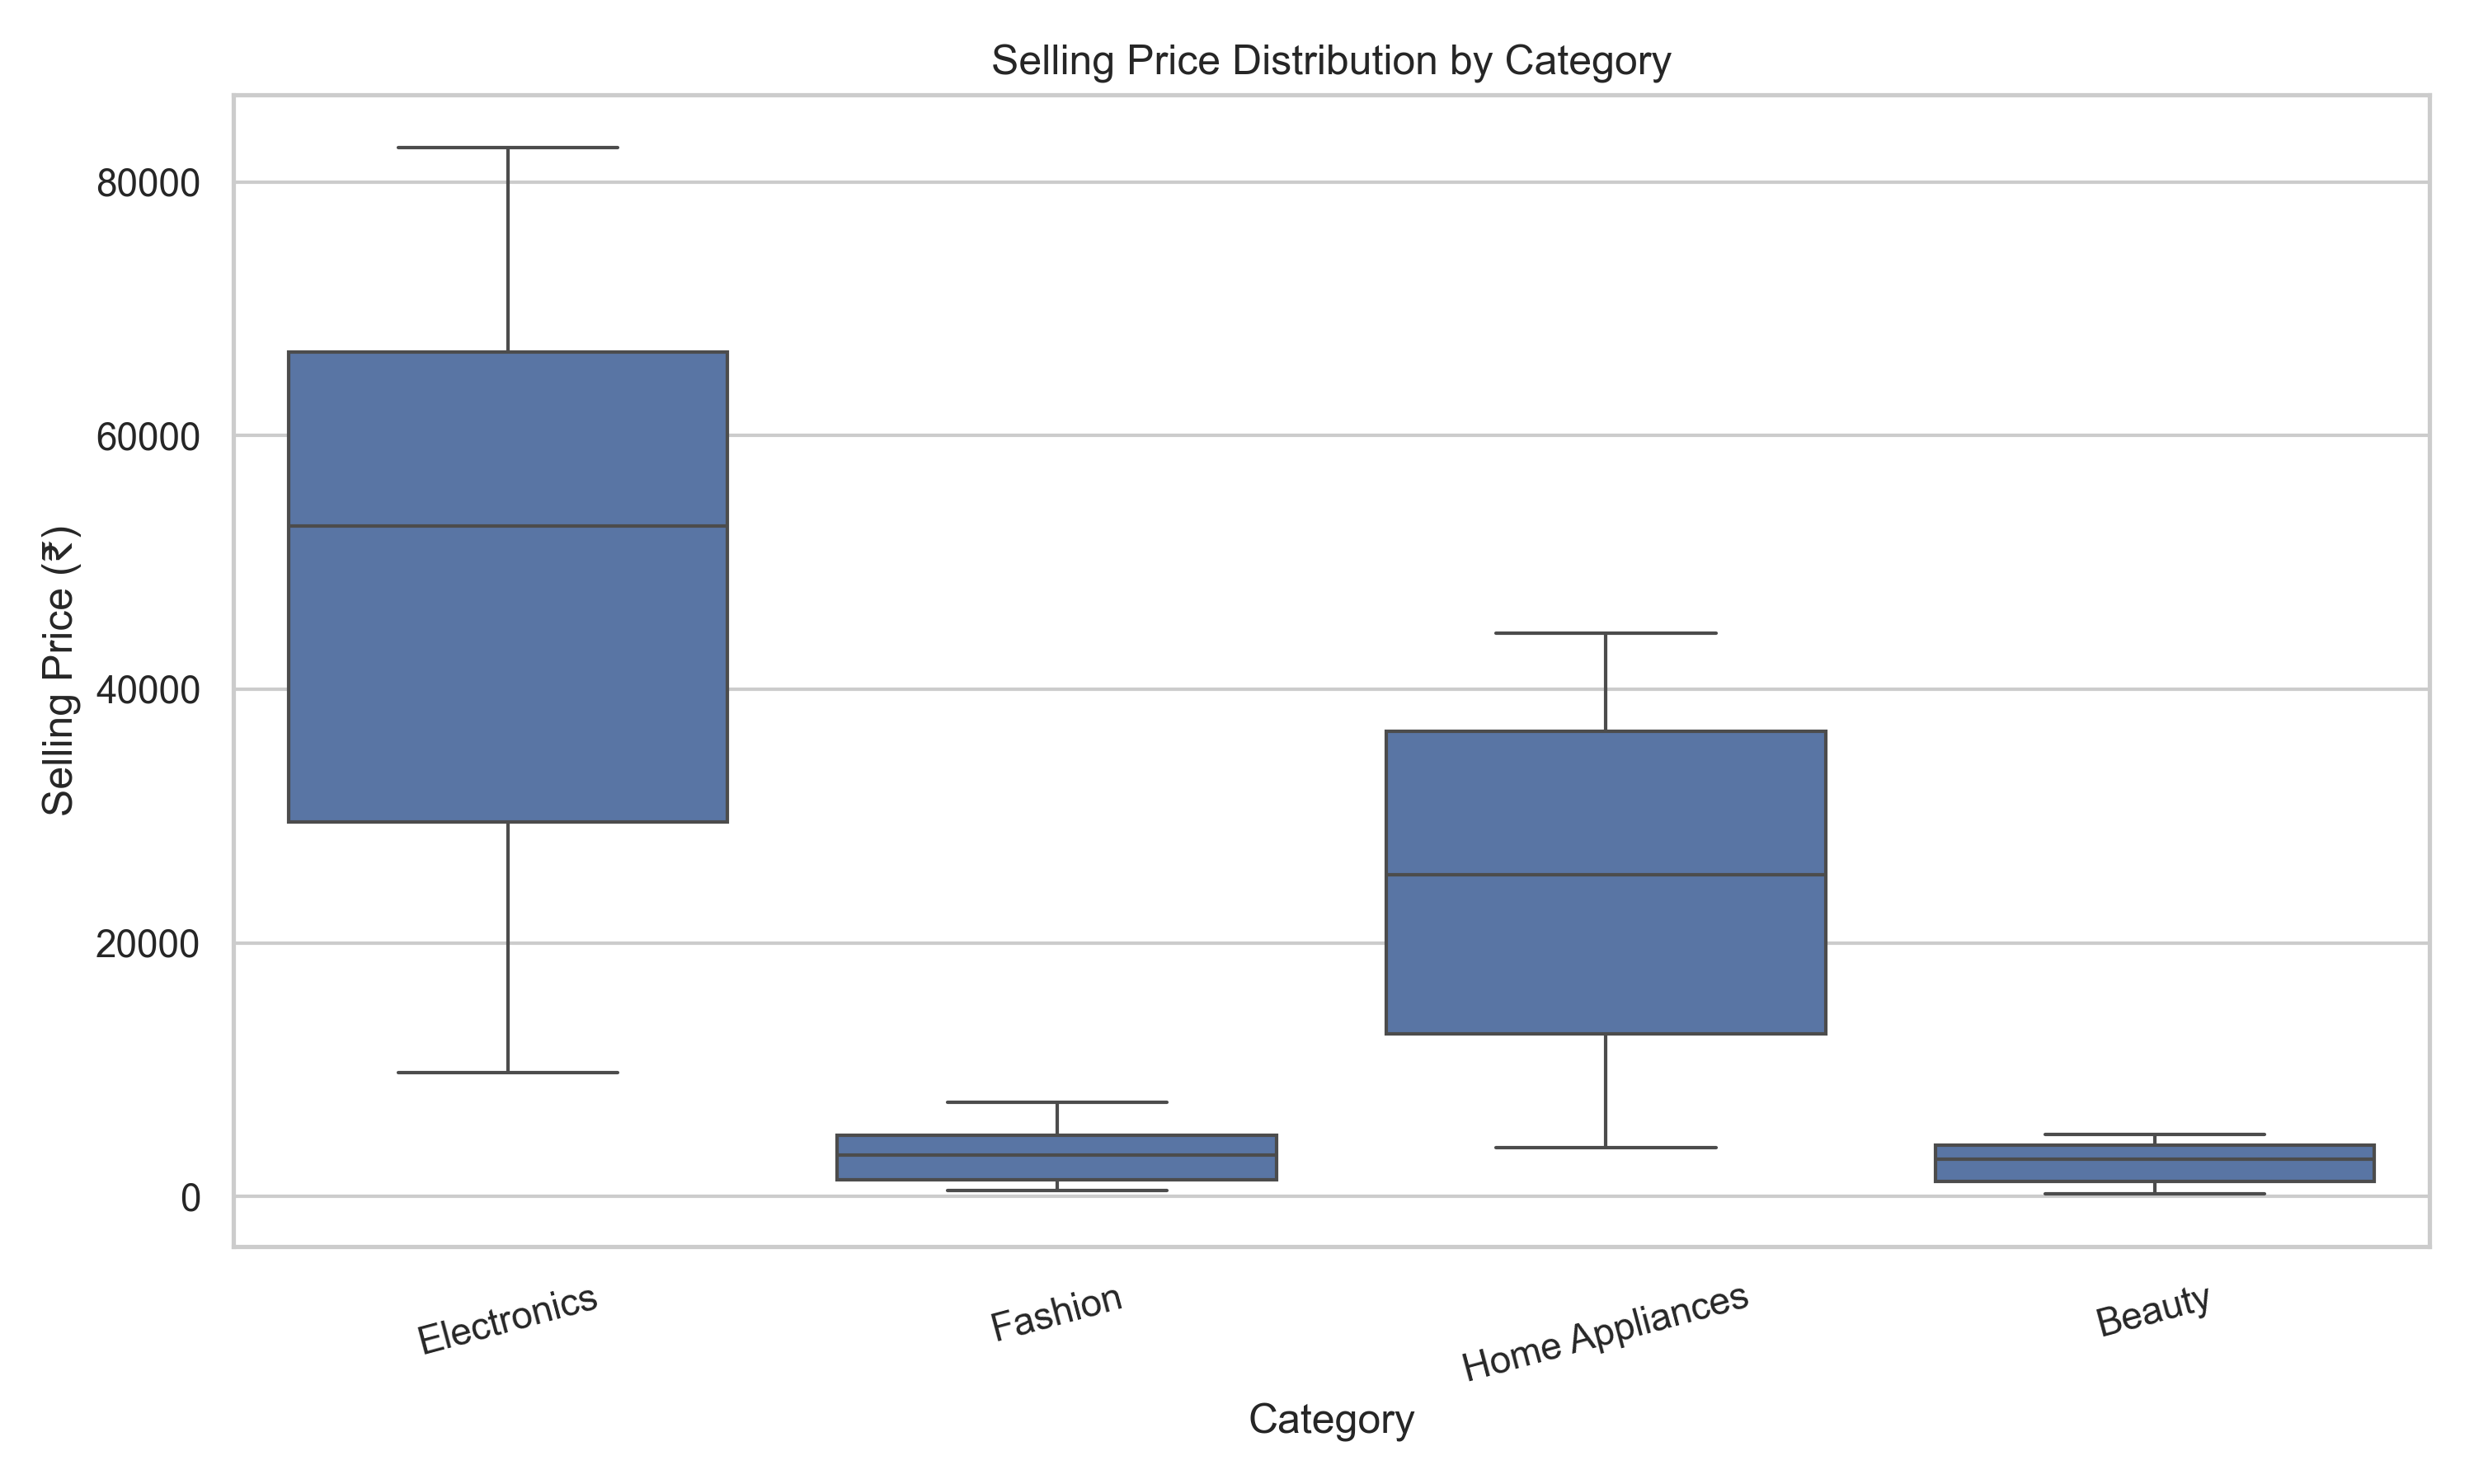 Selling Price Distribution by Category
Selling Price (₹)
80000
60000
40000
20000
0
Electronics
Fashion
Home Appliances
Beauty
Category